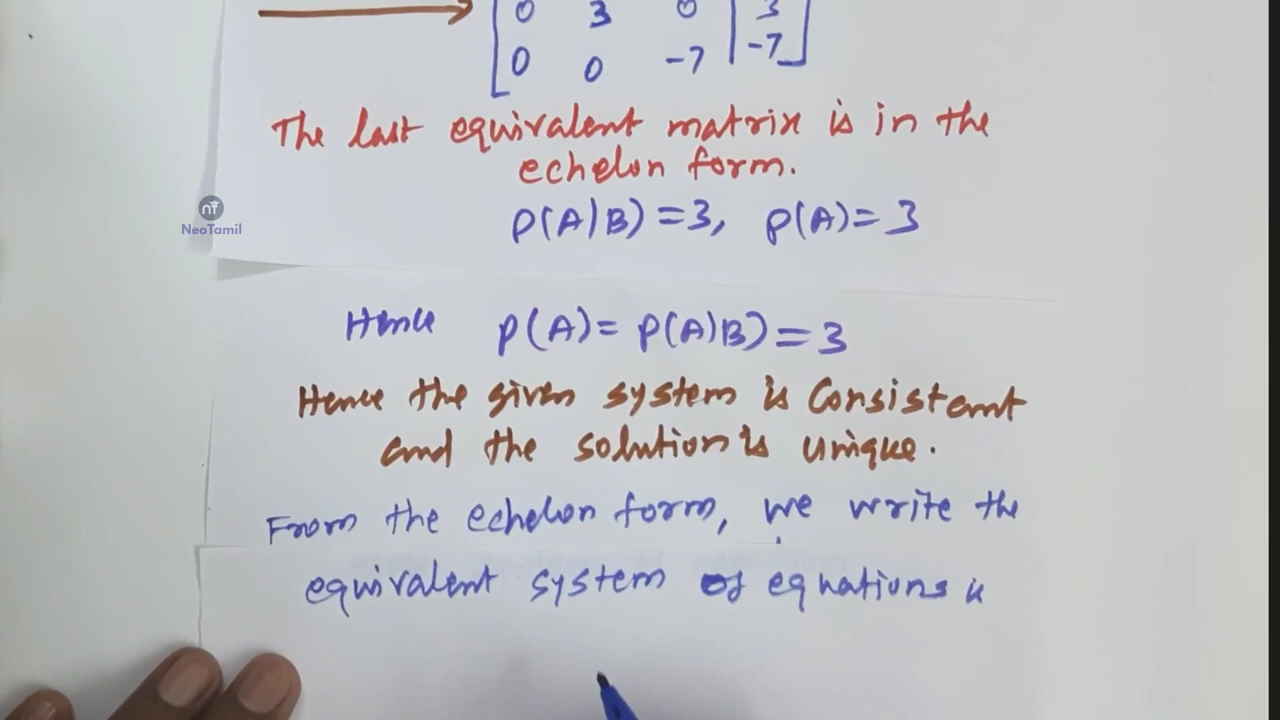 0 3 0 | 3
0 0 -7 | -7
The last equivalent matrix is in the
echelon form.
NeoTamil
ρ(A|B) = 3, ρ(A) = 3
Hence ρ(A) = ρ(A|B) = 3
Hence the given system is Consistant
and the solution is unique.
From the echelon form, we write the
equivalent system of equations is